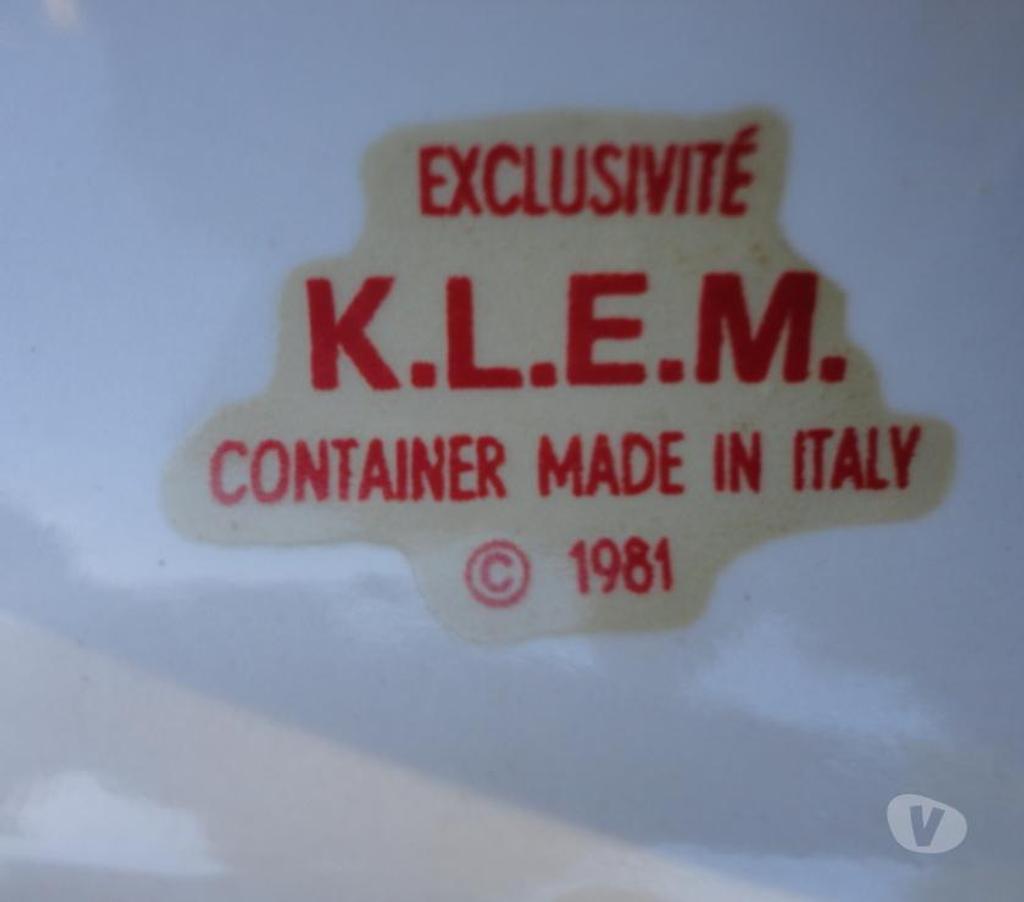 EXCLUSIVITÉ
K.L.E.M.
CONTAINER MADE IN ITALY
© 1981
V